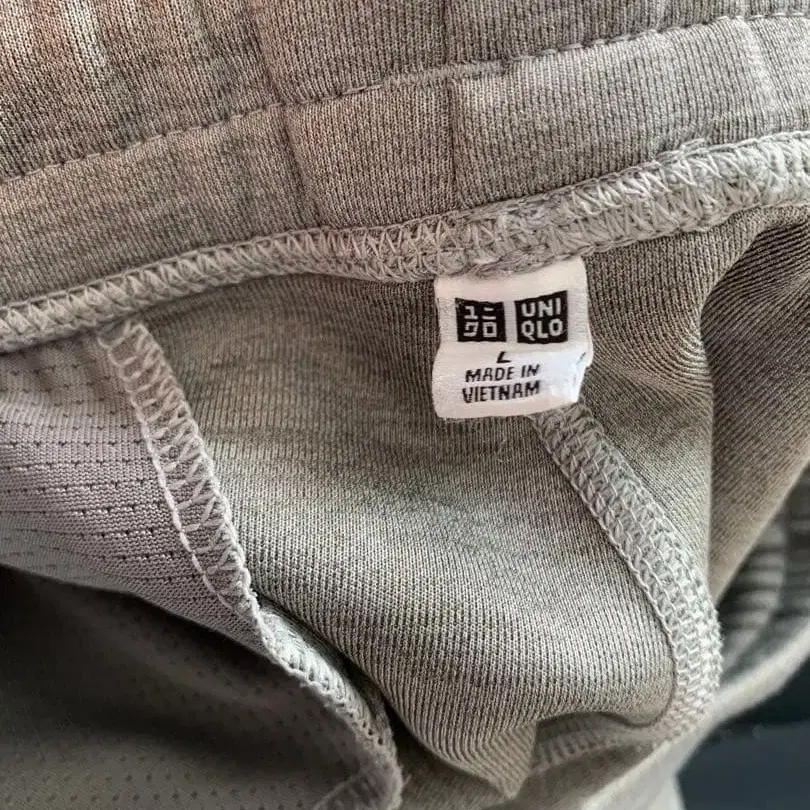 ユニ UNI
クロ QLO
L
MADE IN
VIETNAM